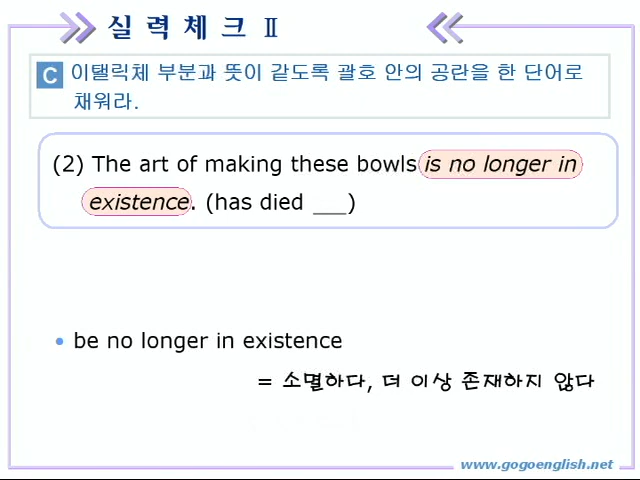 실 력 체 크 Ⅱ
C 이탤릭체 부분과 뜻이 같도록 괄호 안의 공란을 한 단어로
채워라.
(2) The art of making these bowls is no longer in
existence. (has died ___)
• be no longer in existence
= 소멸하다, 더 이상 존재하지 않다
www.gogoenglish.net